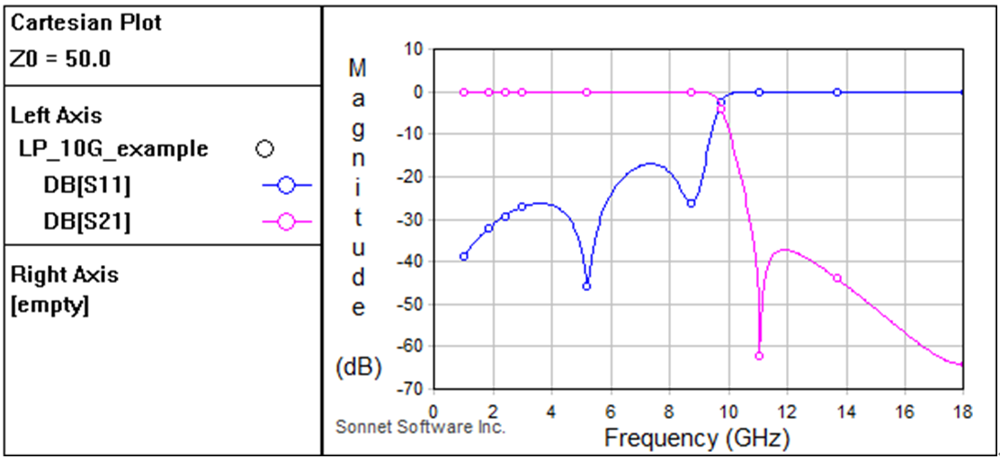 Cartesian Plot
Z0 = 50.0
Left Axis
LP_10G_example
DB[S11]
DB[S21]
Right Axis
[empty]
Magnitude
(dB)
10
0
-10
-20
-30
-40
-50
-60
-70
0 2 4 6 8 10 12 14 16 18
Sonnet Software Inc.
Frequency (GHz)